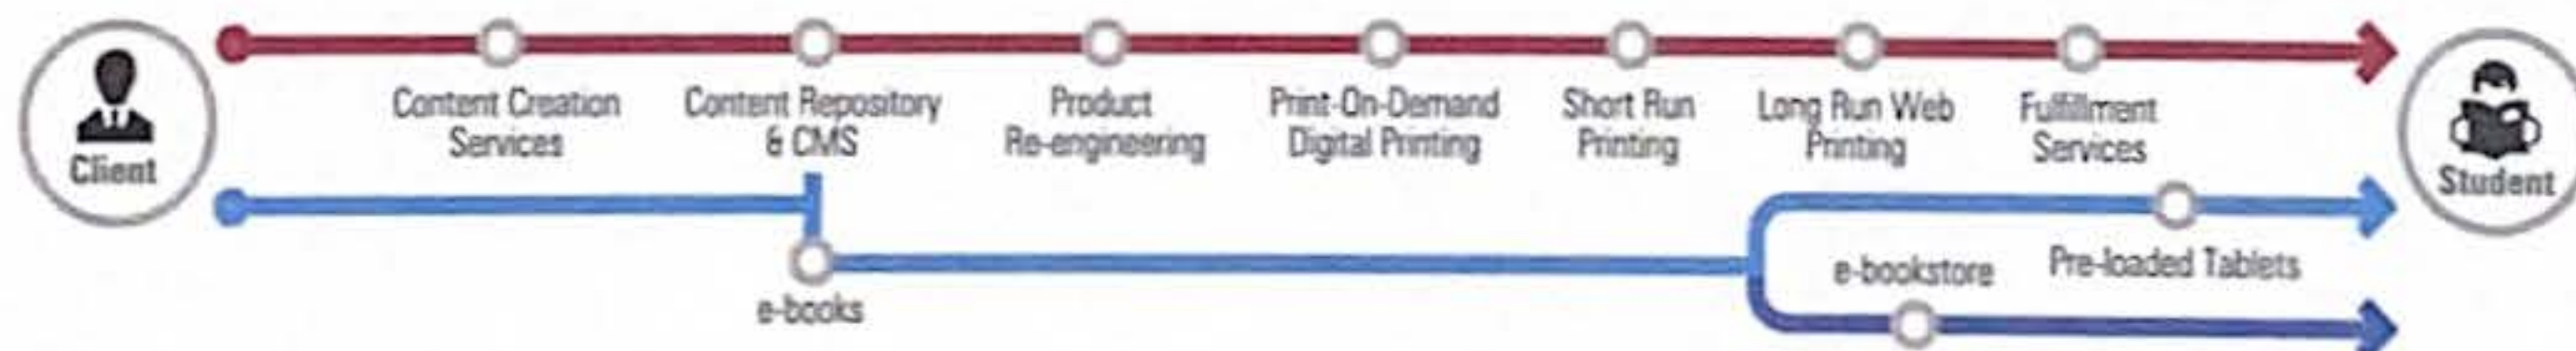 Client
Content Creation
Services
Content Repository
& CMS
Product
Re-engineering
Print-On-Demand
Digital Printing
Short Run
Printing
Long Run Web
Printing
Fulfillment
Services
Student
e-books
e-bookstore
Pre-loaded Tablets